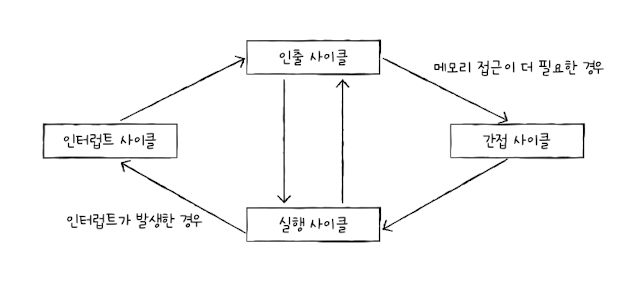 인출 사이클
메모리 접근이 더 필요한 경우
인터럽트 사이클
간접 사이클
인터럽트가 발생한 경우
실행 사이클